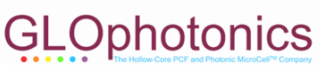 GLOphotonics
The Hollow-Core PCF and Photonic MicroCell™ Company